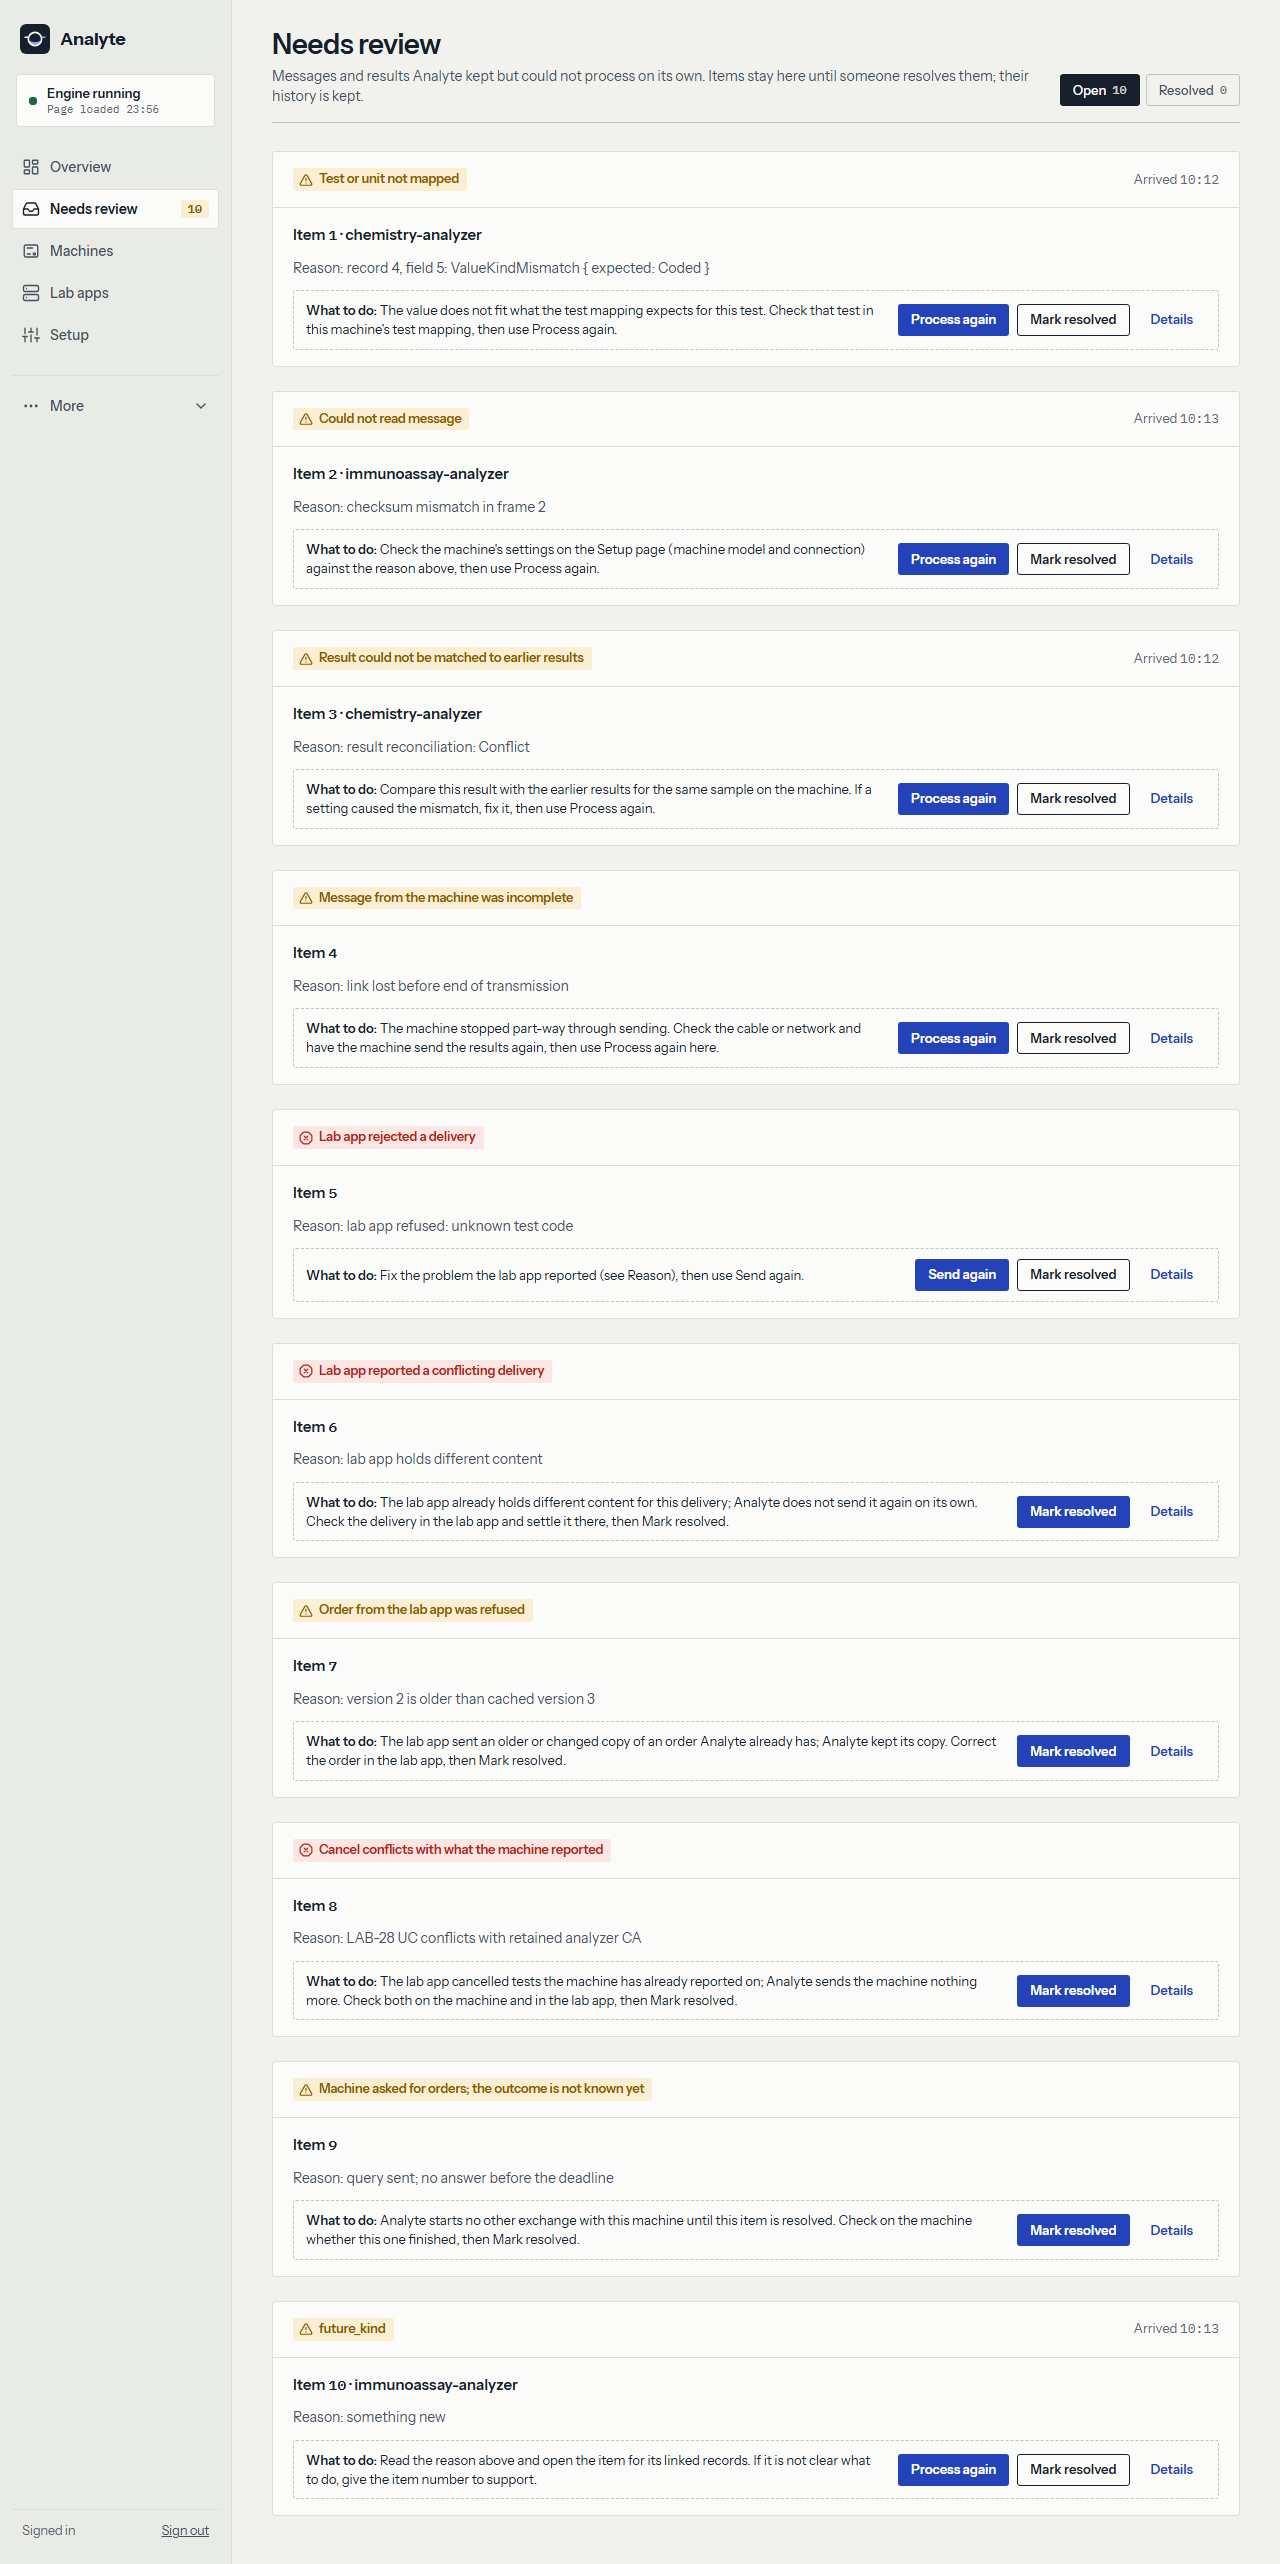 Analyte
Engine running
Page loaded 23:56
Overview
Needs review 10
Machines
Lab apps
Setup
More
Signed in Sign out
Needs review
Messages and results Analyte kept but could not process on its own. Items stay here until someone resolves them; their
history is kept.
Open 10 Resolved 0
Test or unit not mapped Arrived 10:12
Item 1 · chemistry-analyzer
Reason: record 4, field 5: ValueKindMismatch { expected: Coded }
What to do: The value does not fit what the test mapping expects for this test. Check that test in
this machine's test mapping, then use Process again.
Process again Mark resolved Details
Could not read message Arrived 10:13
Item 2 · immunoassay-analyzer
Reason: checksum mismatch in frame 2
What to do: Check the machine's settings on the Setup page (machine model and connection)
against the reason above, then use Process again.
Process again Mark resolved Details
Result could not be matched to earlier results Arrived 10:12
Item 3 · chemistry-analyzer
Reason: result reconciliation: Conflict
What to do: Compare this result with the earlier results for the same sample on the machine. If a
setting caused the mismatch, fix it, then use Process again.
Process again Mark resolved Details
Message from the machine was incomplete
Item 4
Reason: link lost before end of transmission
What to do: The machine stopped part-way through sending. Check the cable or network and
have the machine send the results again, then use Process again here.
Process again Mark resolved Details
Lab app rejected a delivery
Item 5
Reason: lab app refused: unknown test code
What to do: Fix the problem the lab app reported (see Reason), then use Send again.
Send again Mark resolved Details
Lab app reported a conflicting delivery
Item 6
Reason: lab app holds different content
What to do: The lab app already holds different content for this delivery; Analyte does not send it again on its own.
Check the delivery in the lab app and settle it there, then Mark resolved.
Mark resolved Details
Order from the lab app was refused
Item 7
Reason: version 2 is older than cached version 3
What to do: The lab app sent an older or changed copy of an order Analyte already has; Analyte kept its copy. Correct
the order in the lab app, then Mark resolved.
Mark resolved Details
Cancel conflicts with what the machine reported
Item 8
Reason: LAB-28 UC conflicts with retained analyzer CA
What to do: The lab app cancelled tests the machine has already reported on; Analyte sends the machine nothing
more. Check both on the machine and in the lab app, then Mark resolved.
Mark resolved Details
Machine asked for orders; the outcome is not known yet
Item 9
Reason: query sent; no answer before the deadline
What to do: Analyte starts no other exchange with this machine until this item is resolved. Check on the machine
whether this one finished, then Mark resolved.
Mark resolved Details
future_kind Arrived 10:13
Item 10 · immunoassay-analyzer
Reason: something new
What to do: Read the reason above and open the item for its linked records. If it is not clear what
to do, give the item number to support.
Process again Mark resolved Details